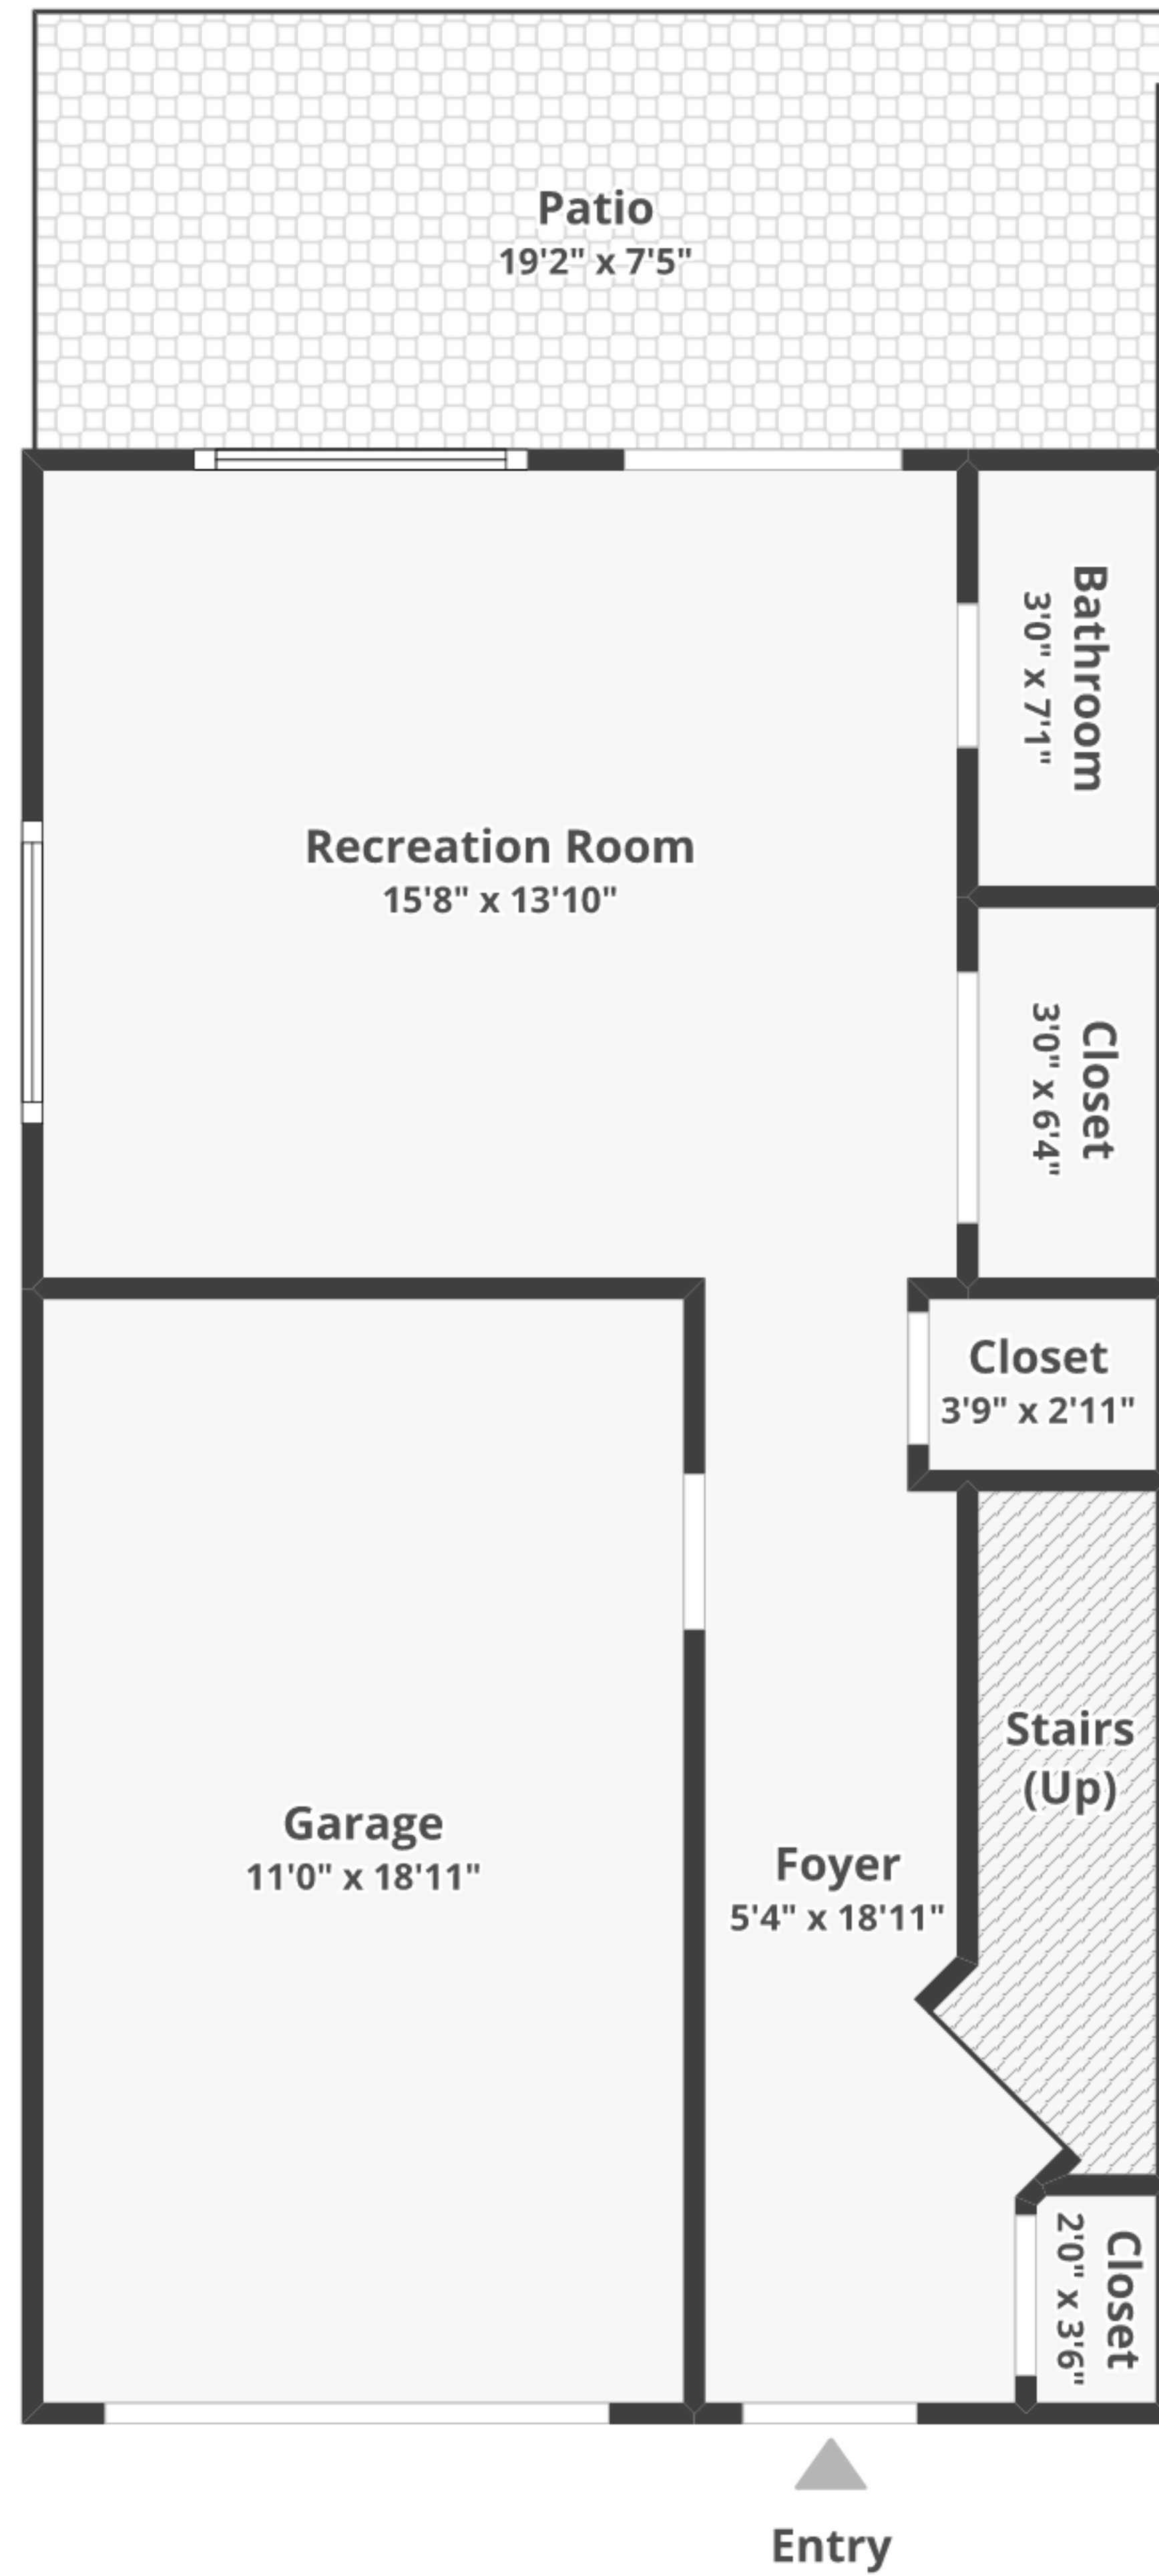 Patio
19'2" x 7'5"
Bathroom
3'0" x 7'1"
Recreation Room
15'8" x 13'10"
Closet
3'0" x 6'4"
Closet
3'9" x 2'11"
Stairs
(Up)
Garage
11'0" x 18'11"
Foyer
5'4" x 18'11"
Closet
2'0" x 3'6"
Entry